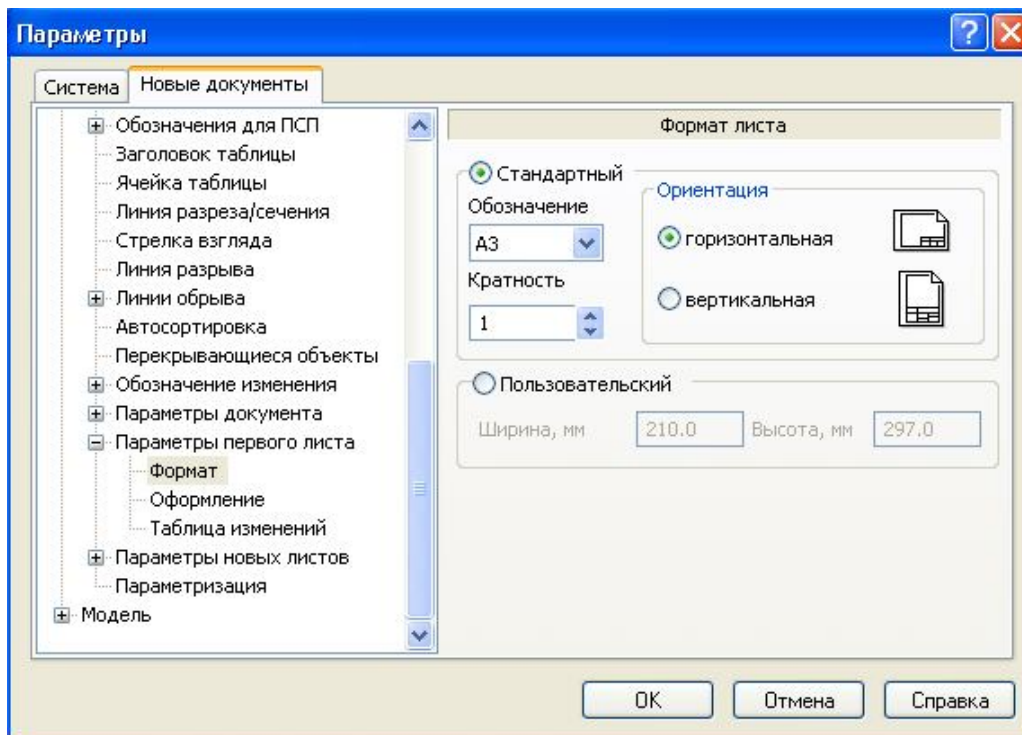 Параметры
Система
Новые документы
Обозначения для ПСП
Заголовок таблицы
Ячейка таблицы
Линия разреза/сечения
Стрелка взгляда
Линия разрыва
Линии обрыва
Автосортировка
Перекрывающиеся объекты
Обозначение изменения
Параметры документа
Параметры первого листа
Формат
Оформление
Таблица изменений
Параметры новых листов
Параметризация
Модель
Формат листа
Стандартный
Обозначение
А3
Кратность
1
Ориентация
горизонтальная
вертикальная
Пользовательский
Ширина, мм 210.0 Высота, мм 297.0
OK Отмена Справка